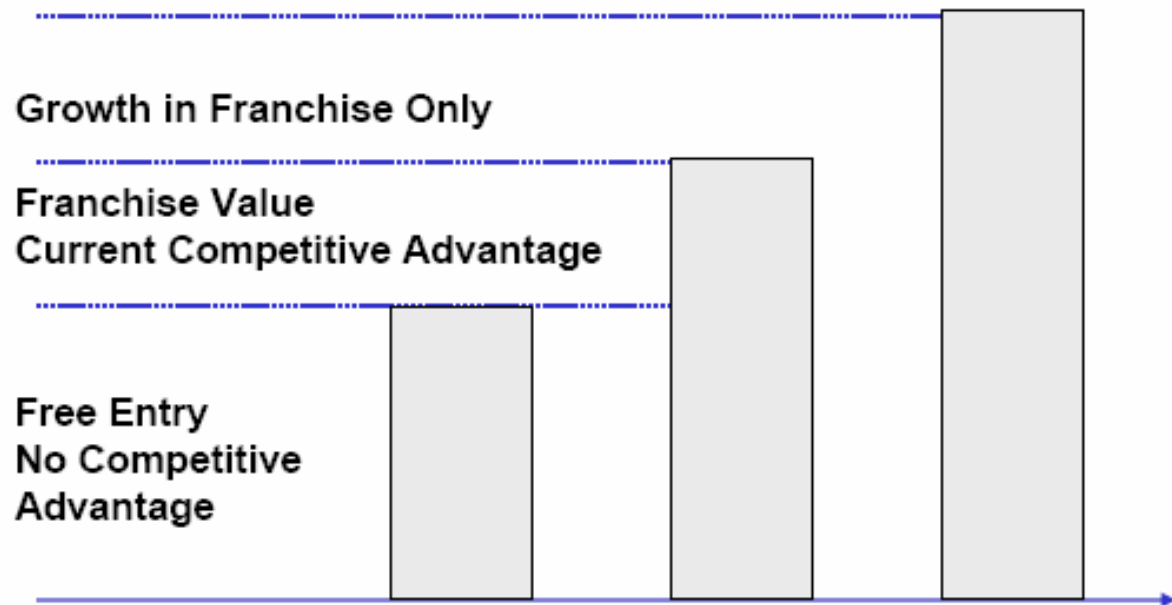 Growth in Franchise Only
Franchise Value
Current Competitive Advantage
Free Entry
No Competitive
Advantage